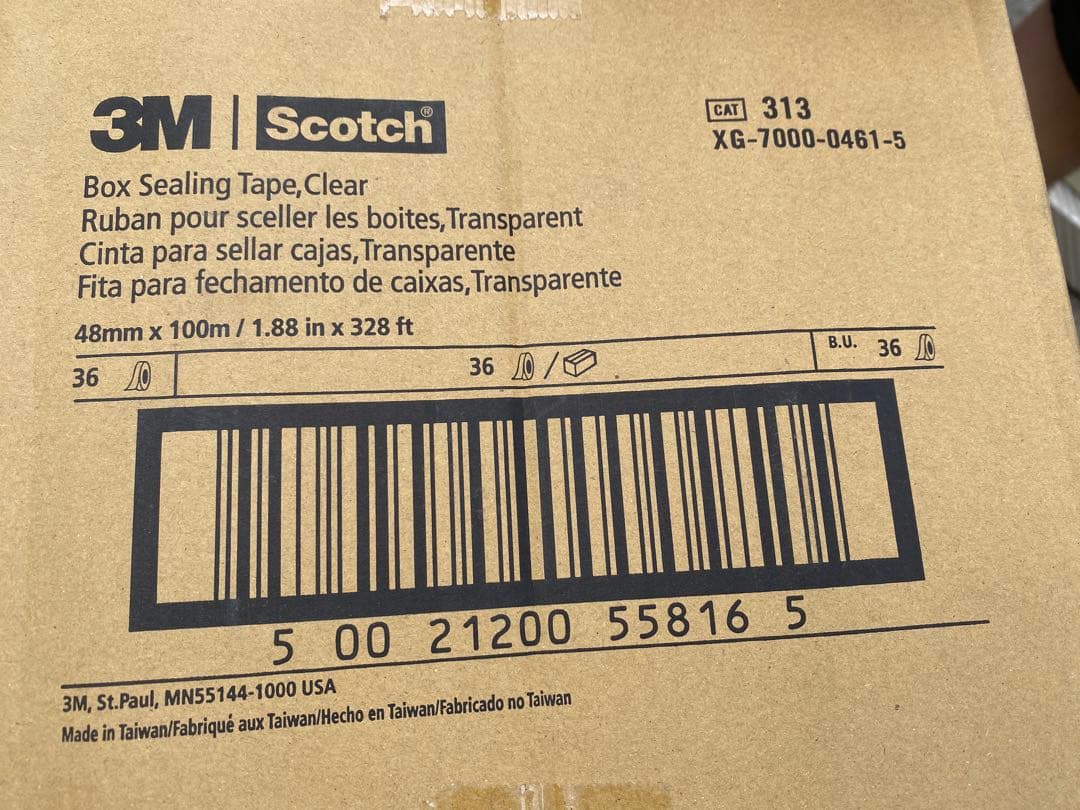 3M | Scotch®
CAT 313
XG-7000-0461-5
Box Sealing Tape,Clear
Ruban pour sceller les boites,Transparent
Cinta para sellar cajas,Transparente
Fita para fechamento de caixas,Transparente
48mm x 100m / 1.88 in x 328 ft
36 36 / B.U. 36
5 00 21200 55816 5
3M, St.Paul, MN55144-1000 USA
Made in Taiwan/Fabriqué aux Taiwan/Hecho en Taiwan/Fabricado no Taiwan